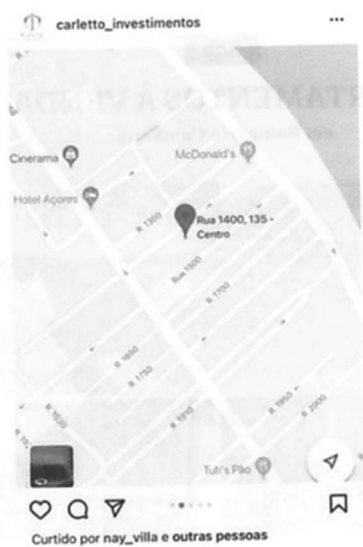 carletto_investimentos
Cinerama
McDonald's
Hotel Açores
R. 1300
Rua 1400, 135 -
Centro
Rua 1500
R. 1700
R. 1650
R. 1750
R. 1520
R. 1910
R. 1950
R. 2000
Tuti's Pão
Curtido por nay_villa e outras pessoas